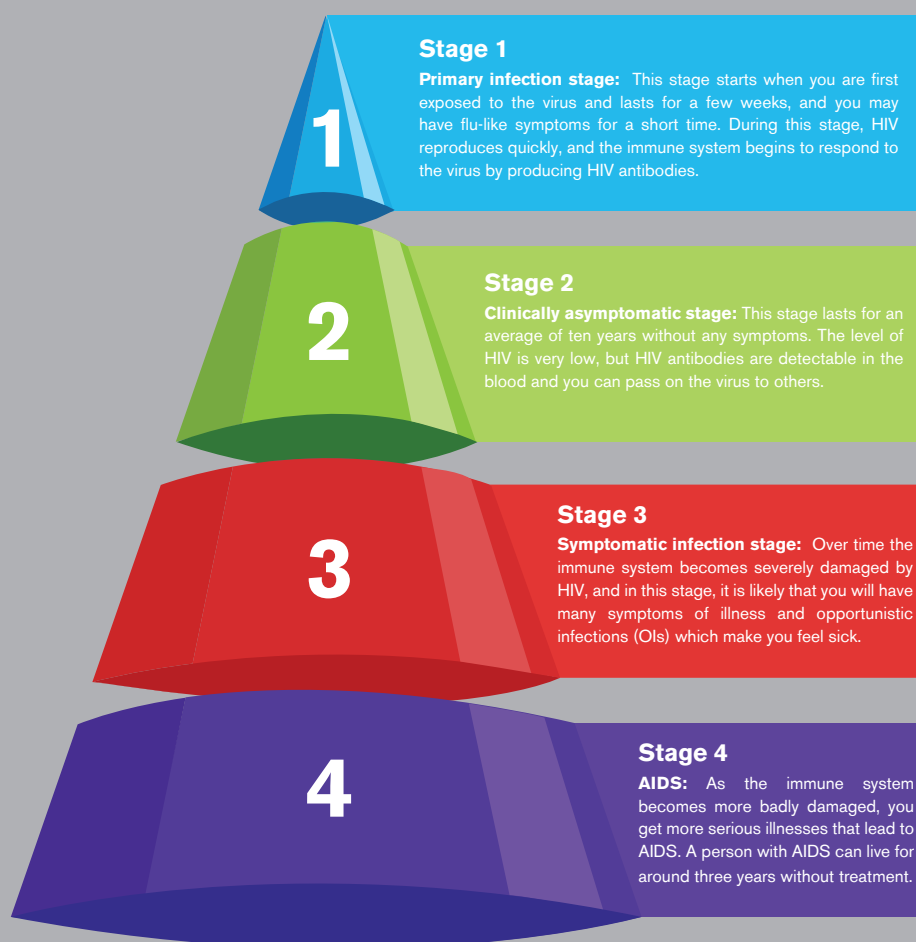 1
Stage 1
Primary infection stage: This stage starts when you are first
exposed to the virus and lasts for a few weeks, and you may
have flu-like symptoms for a short time. During this stage, HIV
reproduces quickly, and the immune system begins to respond to
the virus by producing HIV antibodies.
2
Stage 2
Clinically asymptomatic stage: This stage lasts for an
average of ten years without any symptoms. The level of
HIV is very low, but HIV antibodies are detectable in the
blood and you can pass on the virus to others.
3
Stage 3
Symptomatic infection stage: Over time the
immune system becomes severely damaged by
HIV, and in this stage, it is likely that you will have
many symptoms of illness and opportunistic
infections (OIs) which make you feel sick.
4
Stage 4
AIDS: As the immune system
becomes more badly damaged, you
get more serious illnesses that lead to
AIDS. A person with AIDS can live for
around three years without treatment.